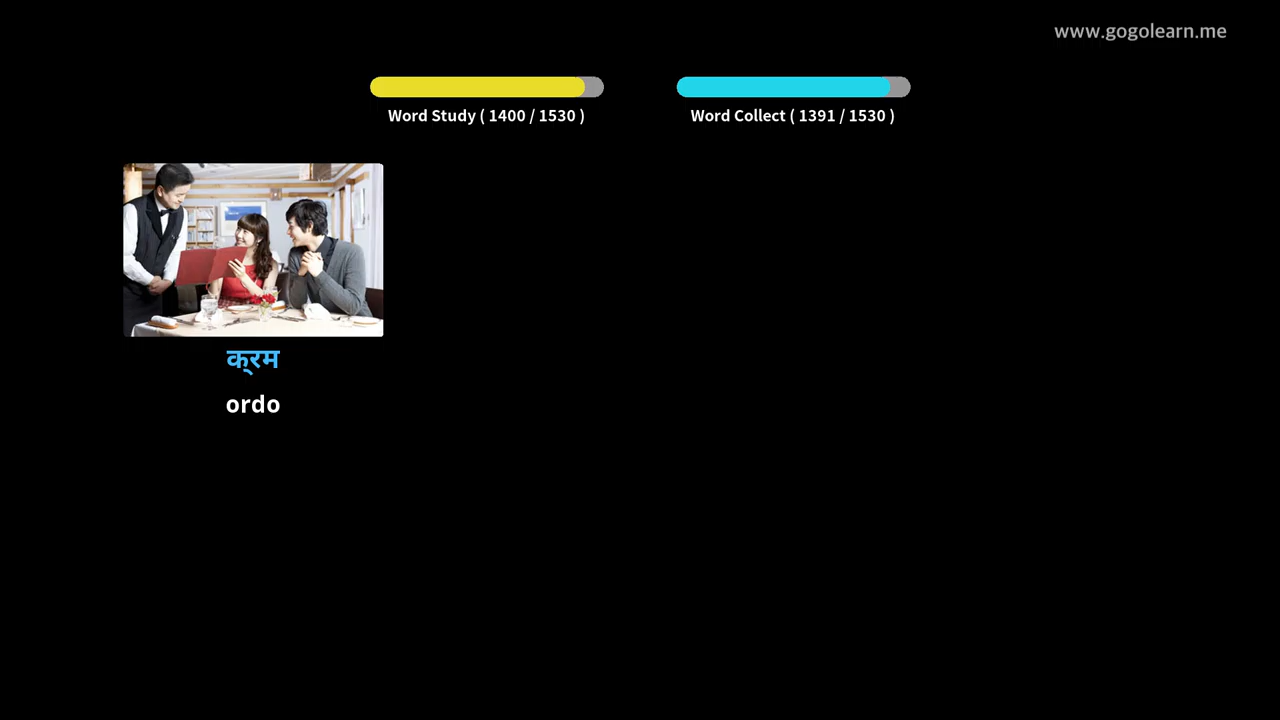 www.gogolearn.me
Word Study ( 1400 / 1530 )
Word Collect ( 1391 / 1530 )
क्रम
ordo